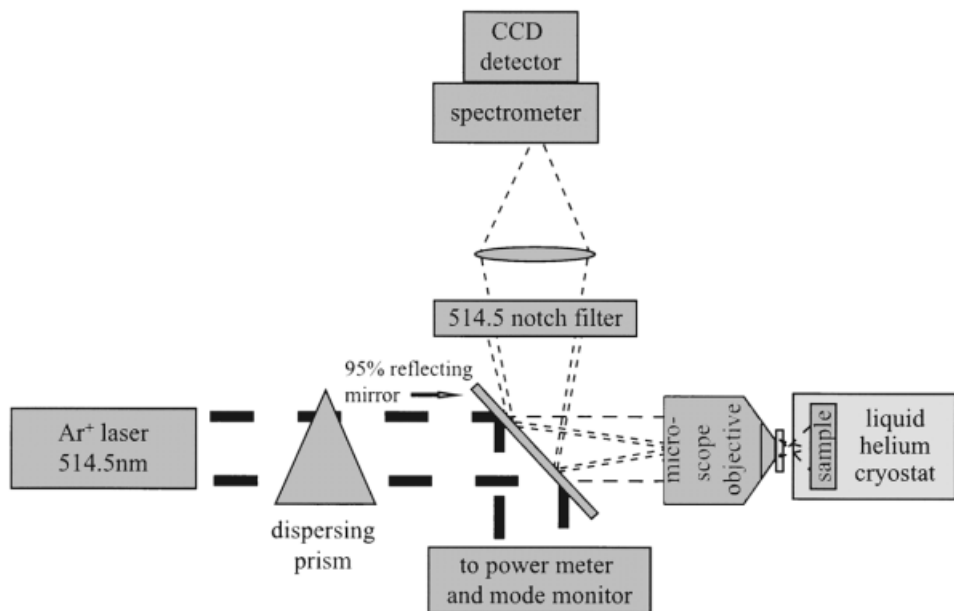 CCD
detector
spectrometer
514.5 notch filter
95% reflecting
mirror
Ar⁺ laser
514.5nm
dispersing
prism
micro-
scope
objective
sample
liquid
helium
cryostat
to power meter
and mode monitor